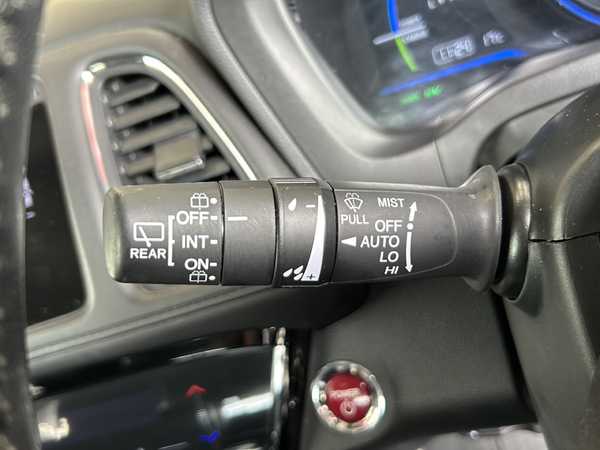 MIST
PULL
OFF
AUTO
LO
HI
OFF
INT
ON
REAR
- 
+